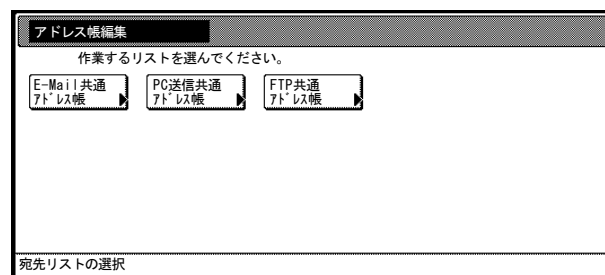 アドレス帳編集
作業するリストを選んでください。
E-Mail共通
ｱﾄﾞﾚｽ帳
PC送信共通
ｱﾄﾞﾚｽ帳
FTP共通
ｱﾄﾞﾚｽ帳
宛先リストの選択